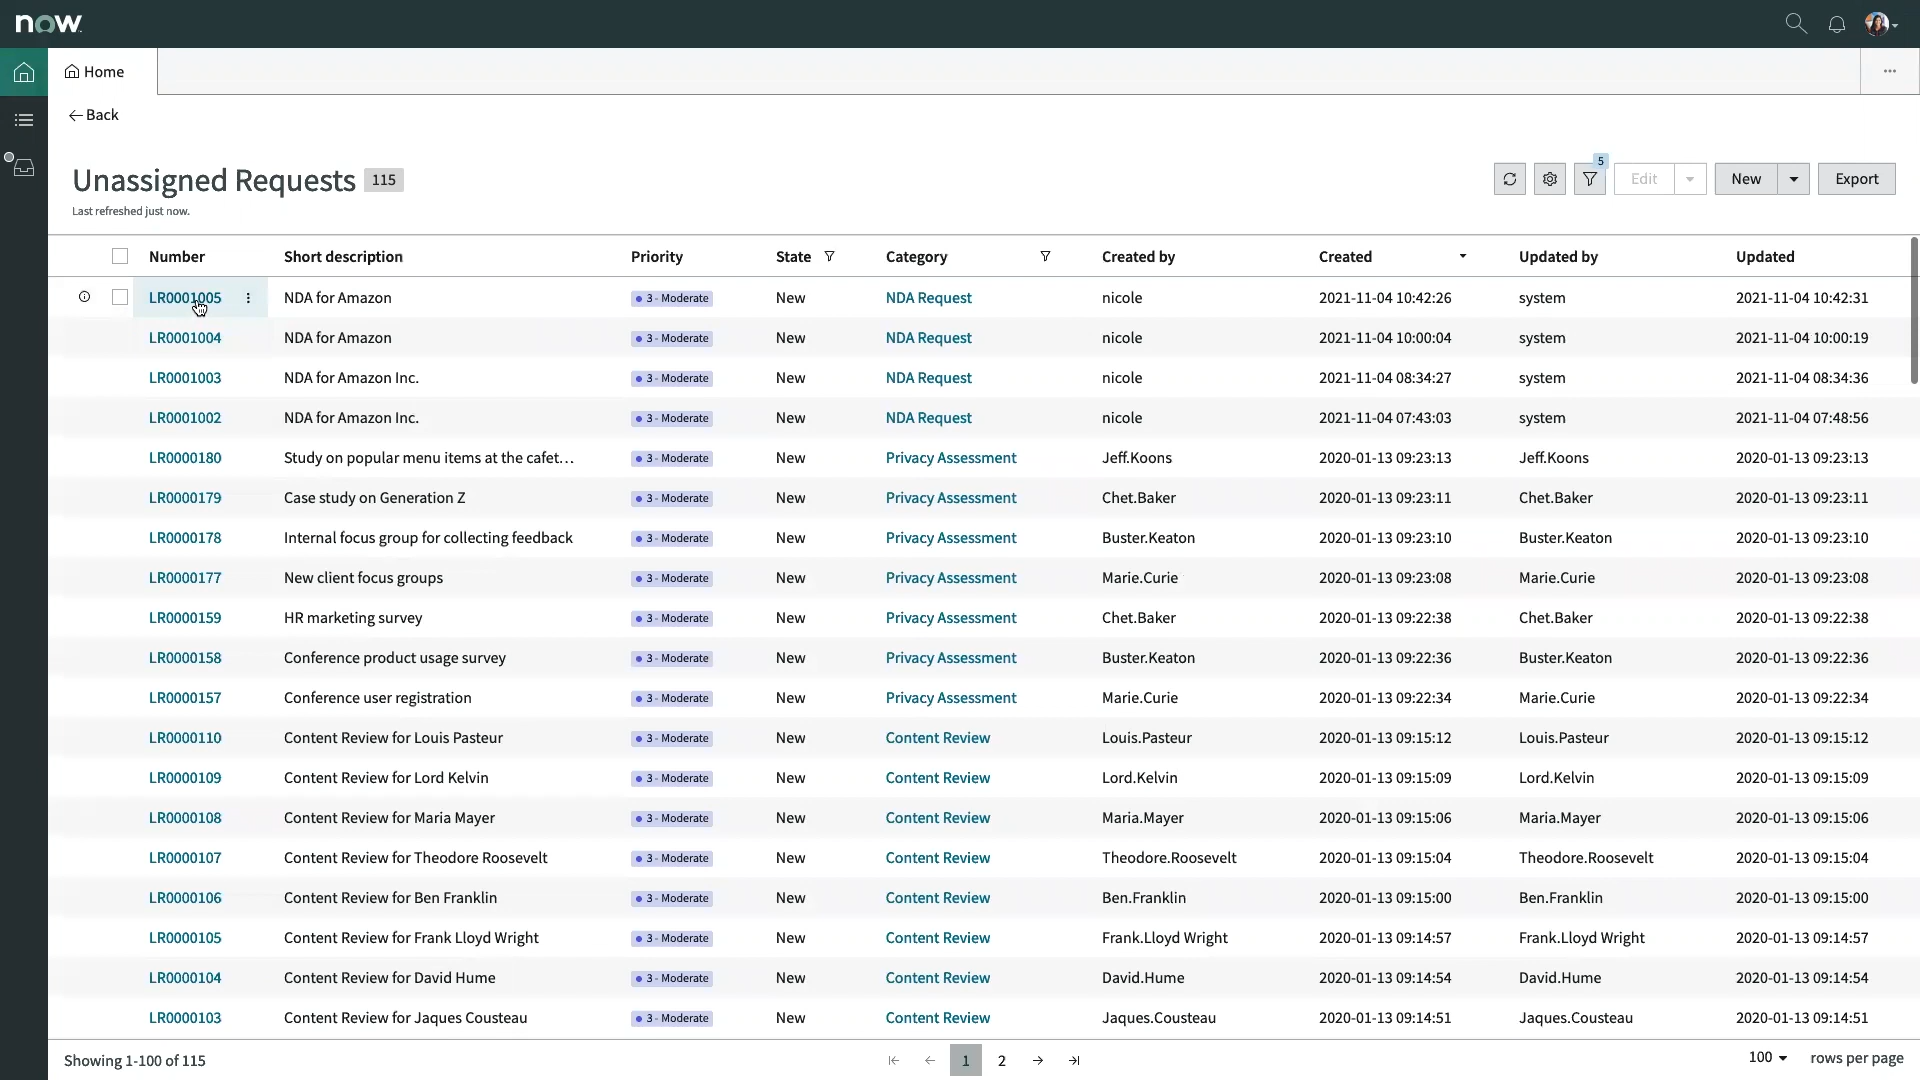 now.
Home
Back
Unassigned Requests 115
Last refreshed just now.
5
Edit New Export
Number Short description Priority State Category Created by Created Updated by Updated
LR0001005 NDA for Amazon 3 - Moderate New NDA Request nicole 2021-11-04 10:42:26 system 2021-11-04 10:42:31
LR0001004 NDA for Amazon 3 - Moderate New NDA Request nicole 2021-11-04 10:00:04 system 2021-11-04 10:00:19
LR0001003 NDA for Amazon Inc. 3 - Moderate New NDA Request nicole 2021-11-04 08:34:27 system 2021-11-04 08:34:36
LR0001002 NDA for Amazon Inc. 3 - Moderate New NDA Request nicole 2021-11-04 07:43:03 system 2021-11-04 07:48:56
LR0000180 Study on popular menu items at the cafet... 3 - Moderate New Privacy Assessment Jeff.Koons 2020-01-13 09:23:13 Jeff.Koons 2020-01-13 09:23:13
LR0000179 Case study on Generation Z 3 - Moderate New Privacy Assessment Chet.Baker 2020-01-13 09:23:11 Chet.Baker 2020-01-13 09:23:11
LR0000178 Internal focus group for collecting feedback 3 - Moderate New Privacy Assessment Buster.Keaton 2020-01-13 09:23:10 Buster.Keaton 2020-01-13 09:23:10
LR0000177 New client focus groups 3 - Moderate New Privacy Assessment Marie.Curie 2020-01-13 09:23:08 Marie.Curie 2020-01-13 09:23:08
LR0000159 HR marketing survey 3 - Moderate New Privacy Assessment Chet.Baker 2020-01-13 09:22:38 Chet.Baker 2020-01-13 09:22:38
LR0000158 Conference product usage survey 3 - Moderate New Privacy Assessment Buster.Keaton 2020-01-13 09:22:36 Buster.Keaton 2020-01-13 09:22:36
LR0000157 Conference user registration 3 - Moderate New Privacy Assessment Marie.Curie 2020-01-13 09:22:34 Marie.Curie 2020-01-13 09:22:34
LR0000110 Content Review for Louis Pasteur 3 - Moderate New Content Review Louis.Pasteur 2020-01-13 09:15:12 Louis.Pasteur 2020-01-13 09:15:12
LR0000109 Content Review for Lord Kelvin 3 - Moderate New Content Review Lord.Kelvin 2020-01-13 09:15:09 Lord.Kelvin 2020-01-13 09:15:09
LR0000108 Content Review for Maria Mayer 3 - Moderate New Content Review Maria.Mayer 2020-01-13 09:15:06 Maria.Mayer 2020-01-13 09:15:06
LR0000107 Content Review for Theodore Roosevelt 3 - Moderate New Content Review Theodore.Roosevelt 2020-01-13 09:15:04 Theodore.Roosevelt 2020-01-13 09:15:04
LR0000106 Content Review for Ben Franklin 3 - Moderate New Content Review Ben.Franklin 2020-01-13 09:15:00 Ben.Franklin 2020-01-13 09:15:00
LR0000105 Content Review for Frank Lloyd Wright 3 - Moderate New Content Review Frank.Lloyd Wright 2020-01-13 09:14:57 Frank.Lloyd Wright 2020-01-13 09:14:57
LR0000104 Content Review for David Hume 3 - Moderate New Content Review David.Hume 2020-01-13 09:14:54 David.Hume 2020-01-13 09:14:54
LR0000103 Content Review for Jaques Cousteau 3 - Moderate New Content Review Jaques.Cousteau 2020-01-13 09:14:51 Jaques.Cousteau 2020-01-13 09:14:51
Showing 1-100 of 115 1 2 100 rows per page